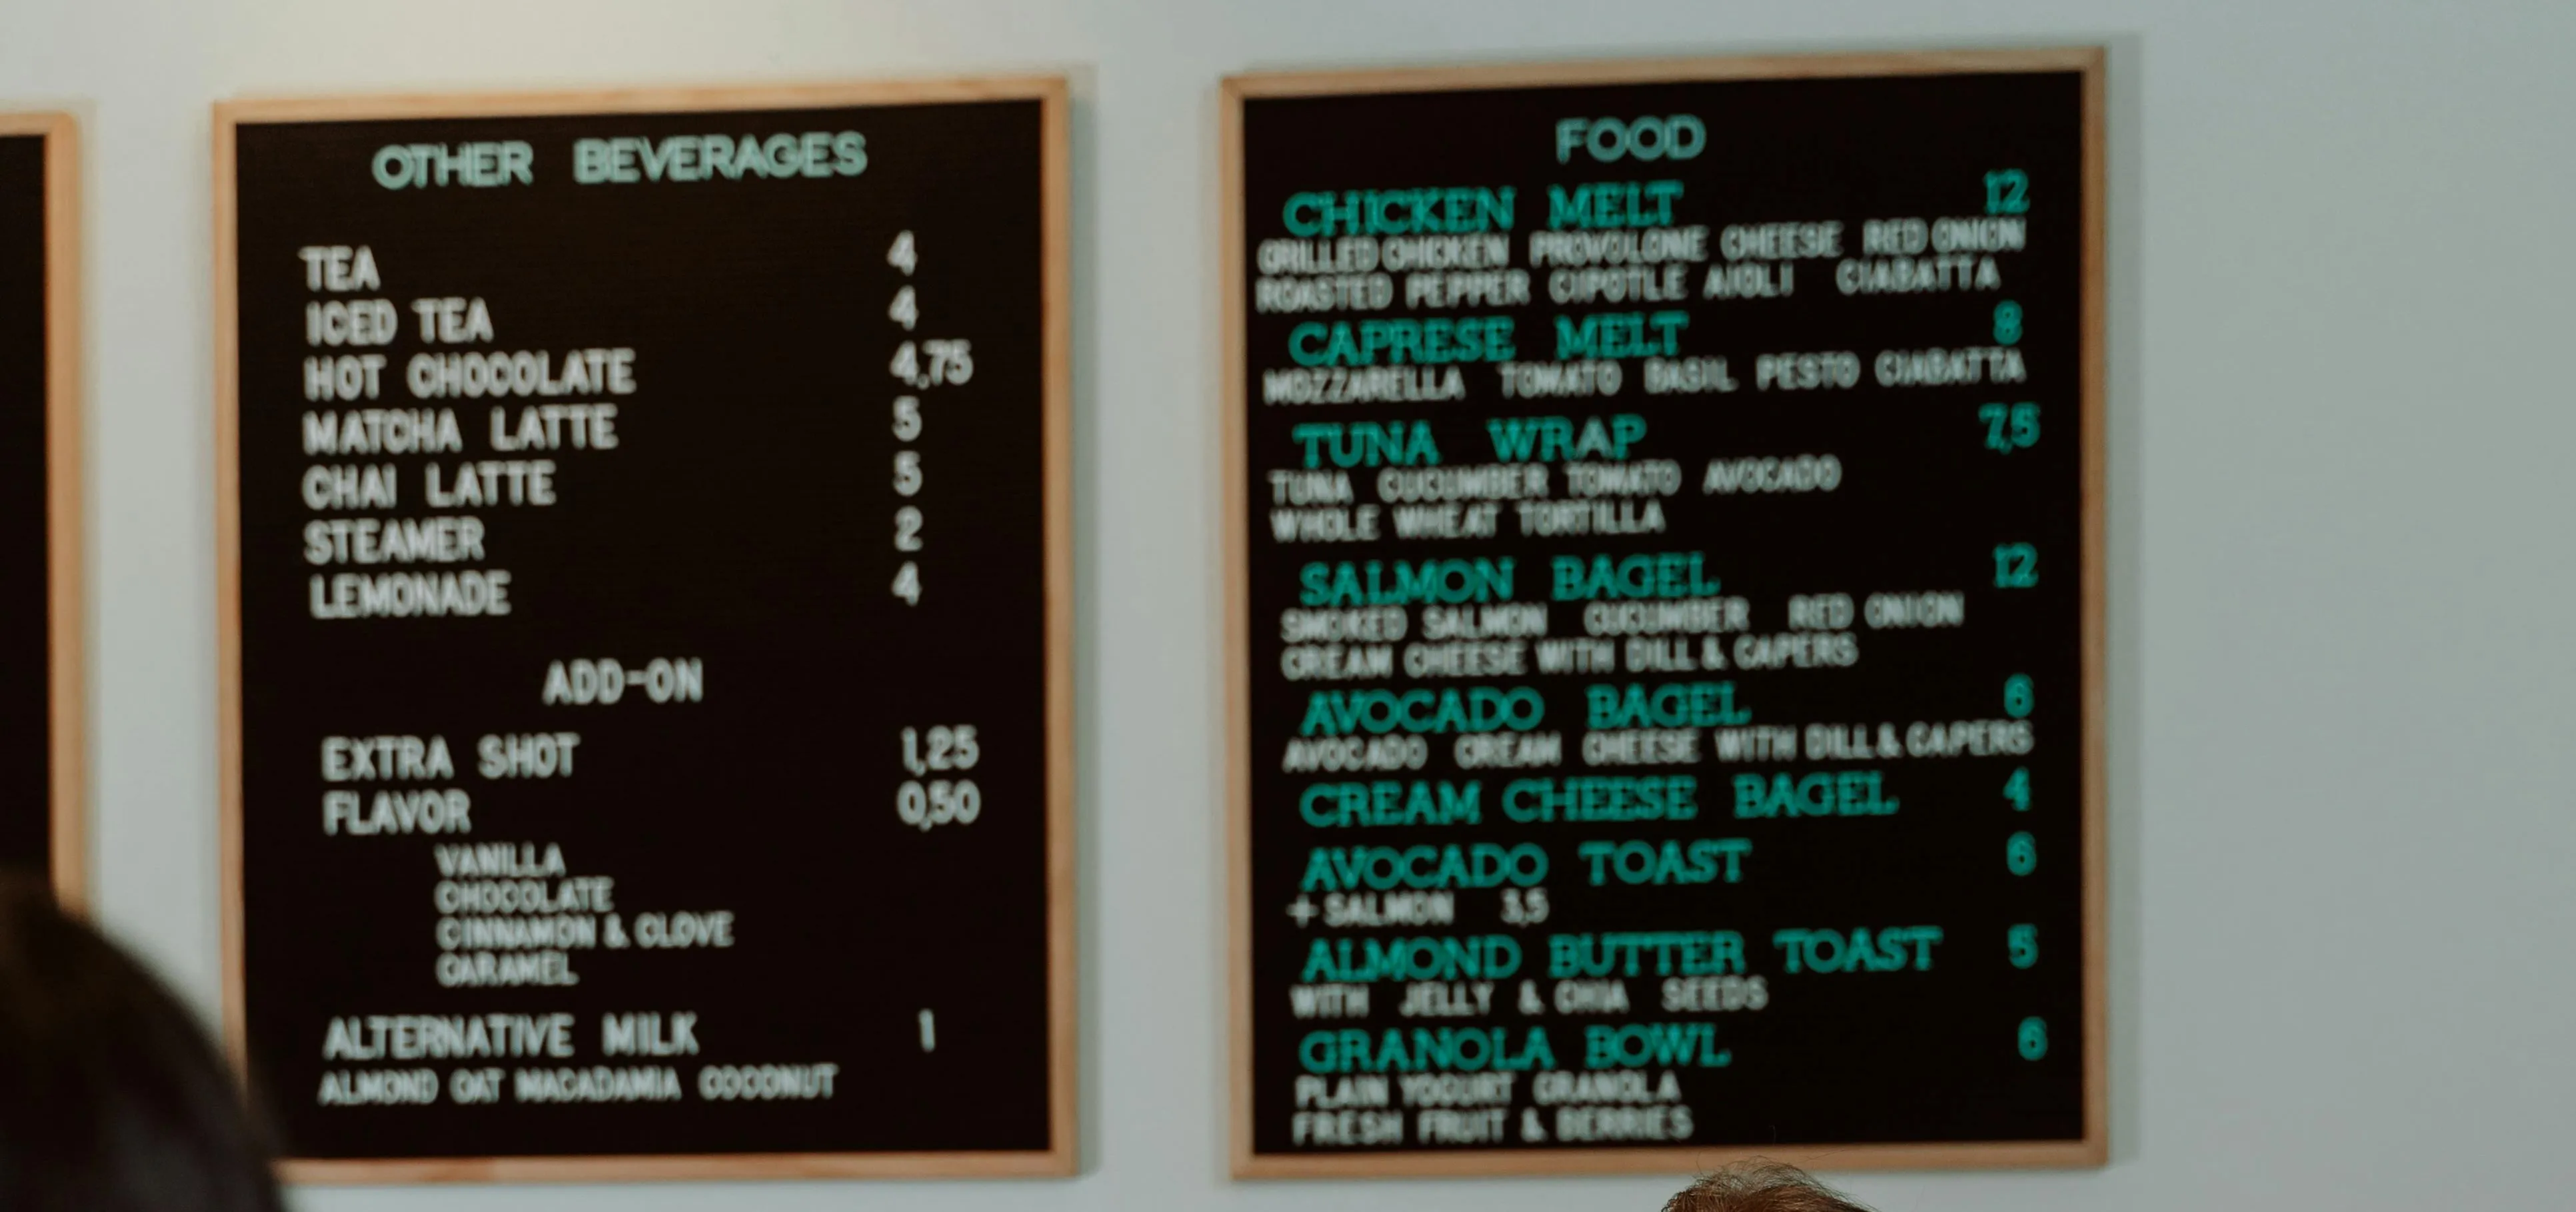 OTHER BEVERAGES
TEA 4
ICED TEA 4
HOT CHOCOLATE 4,75
MATCHA LATTE 5
CHAI LATTE 5
STEAMER 2
LEMONADE 4
ADD-ON
EXTRA SHOT 1,25
FLAVOR 0,50
VANILLA
CHOCOLATE
CINNAMON & CLOVE
CARAMEL
ALTERNATIVE MILK 1
ALMOND OAT MACADAMIA COCONUT
FOOD
CHICKEN MELT 12
GRILLED CHICKEN PROVOLONE CHEESE RED ONION
ROASTED PEPPER CIPOTLE AIOLI CIABATTA
CAPRESE MELT 8
MOZZARELLA TOMATO BASIL PESTO CIABATTA
TUNA WRAP 7,5
TUNA CUCUMBER TOMATO AVOCADO
WHOLE WHEAT TORTILLA
SALMON BAGEL 12
SMOKED SALMON CUCUMBER RED ONION
CREAM CHEESE WITH DILL & CAPERS
AVOCADO BAGEL 6
AVOCADO CREAM CHEESE WITH DILL & CAPERS
CREAM CHEESE BAGEL 4
AVOCADO TOAST 6
+ SALMON 3,5
ALMOND BUTTER TOAST 5
WITH JELLY & CHIA SEEDS
GRANOLA BOWL 6
PLAIN YOGURT GRANOLA
FRESH FRUIT & BERRIES